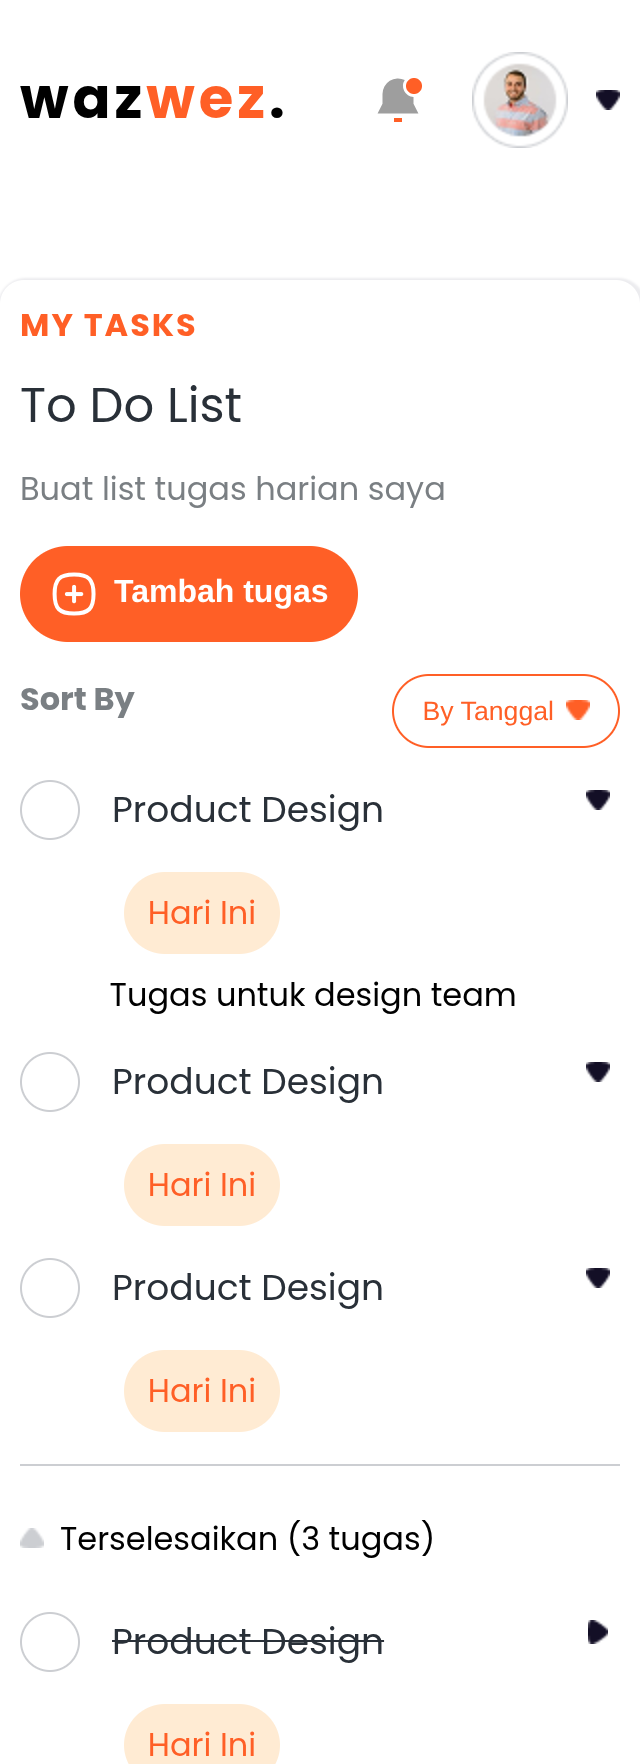 wazwez.
MY TASKS
To Do List
Buat list tugas harian saya
Tambah tugas
Sort By
By Tanggal
Product Design
Hari Ini
Tugas untuk design team
Product Design
Hari Ini
Product Design
Hari Ini
Terselesaikan (3 tugas)
Product Design
Hari Ini